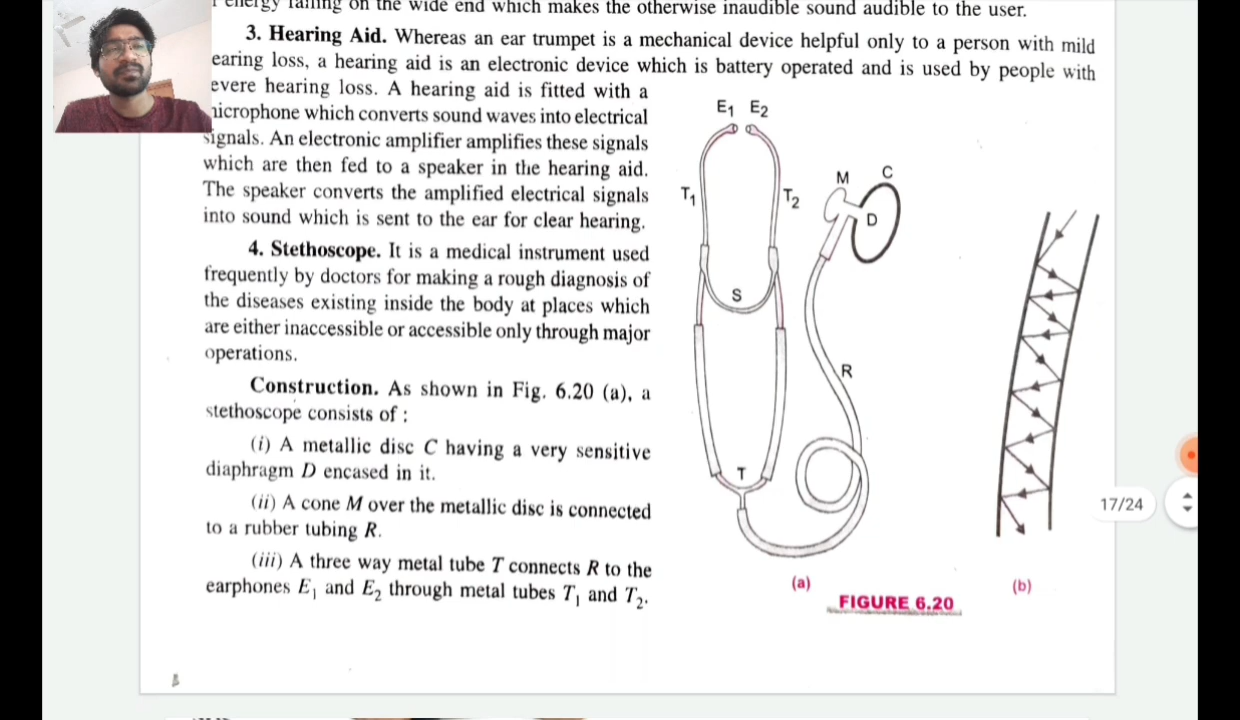 energy falling on the wide end which makes the otherwise inaudible sound audible to the user.
3. Hearing Aid. Whereas an ear trumpet is a mechanical device helpful only to a person with mild
earing loss, a hearing aid is an electronic device which is battery operated and is used by people with
evere hearing loss. A hearing aid is fitted with a
icrophone which converts sound waves into electrical
signals. An electronic amplifier amplifies these signals
which are then fed to a speaker in the hearing aid.
The speaker converts the amplified electrical signals
into sound which is sent to the ear for clear hearing.
4. Stethoscope. It is a medical instrument used
frequently by doctors for making a rough diagnosis of
the diseases existing inside the body at places which
are either inaccessible or accessible only through major
operations.
Construction. As shown in Fig. 6.20 (a), a
stethoscope consists of :
(i) A metallic disc C having a very sensitive
diaphragm D encased in it.
(ii) A cone M over the metallic disc is connected
to a rubber tubing R.
(iii) A three way metal tube T connects R to the
earphones E₁ and E₂ through metal tubes T₁ and T₂.
E₁ E₂
M C
T₁ T₂ D
S
R
T
(a) (b)
FIGURE 6.20
17/24